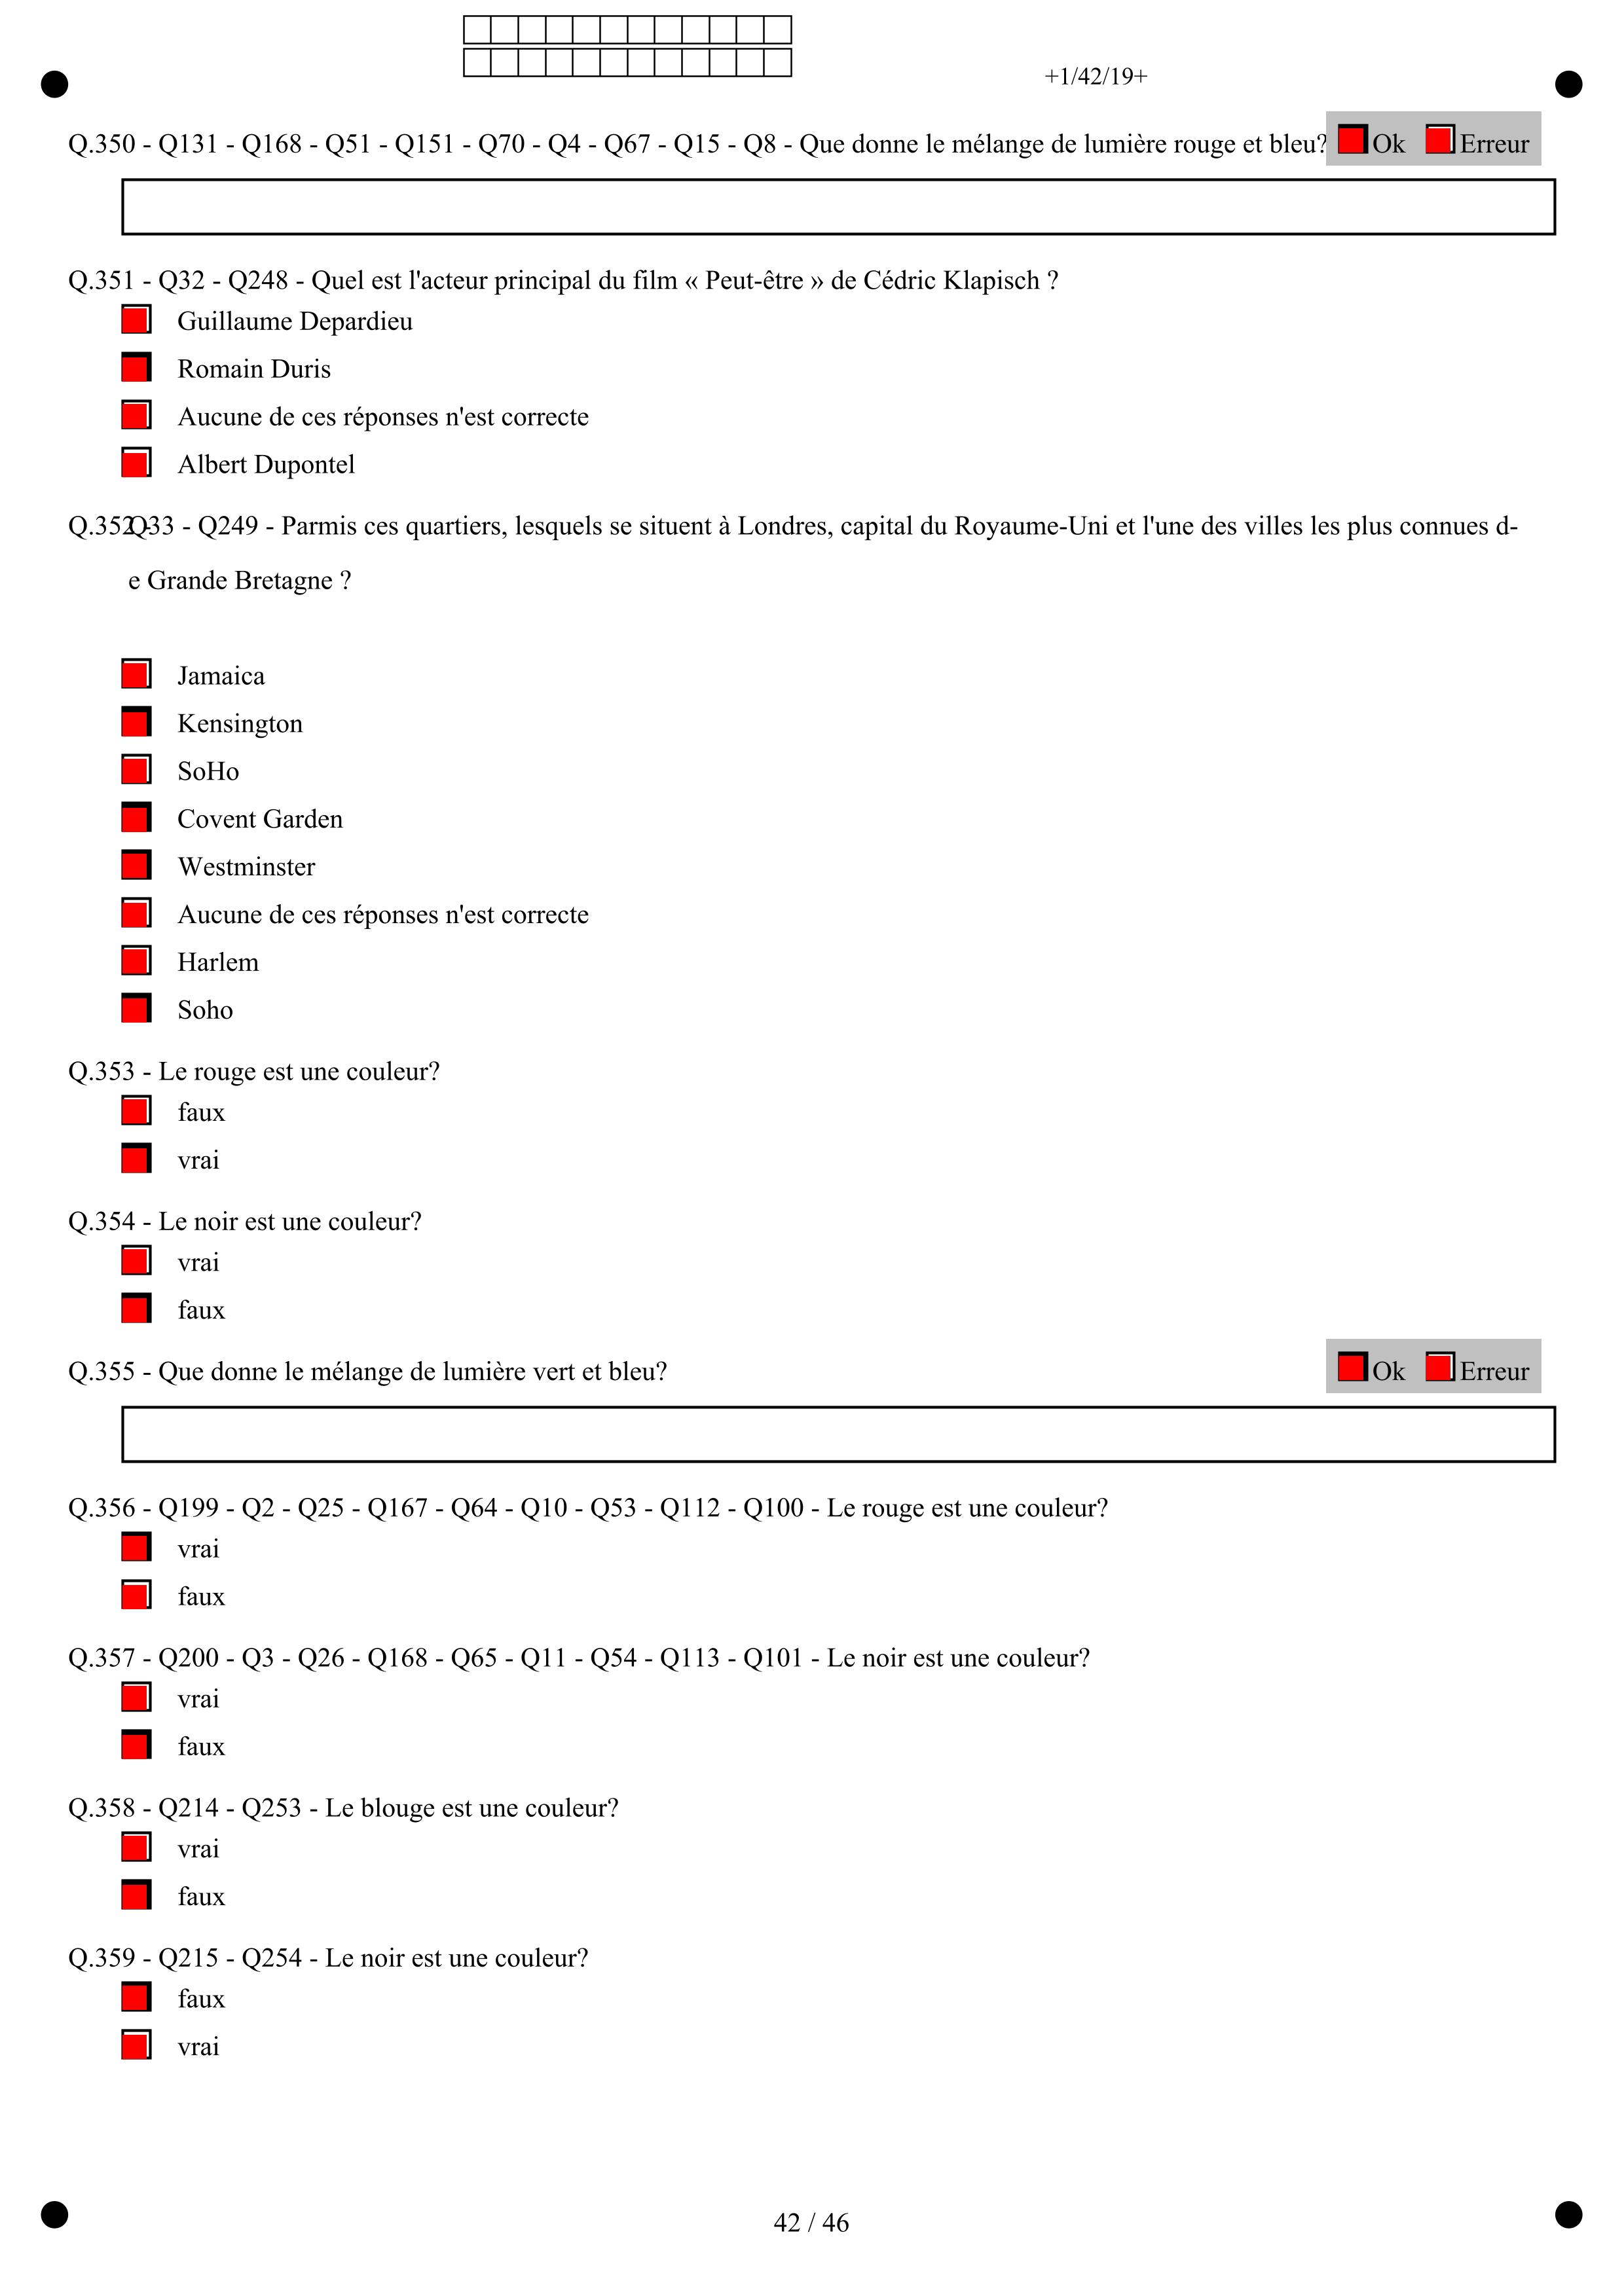 +1/42/19+
Q.350 - Q131 - Q168 - Q51 - Q151 - Q70 - Q4 - Q67 - Q15 - Q8 - Que donne le mélange de lumière rouge et bleu?
Ok Erreur
Q.351 - Q32 - Q248 - Quel est l'acteur principal du film « Peut-être » de Cédric Klapisch ?
Guillaume Depardieu
Romain Duris
Aucune de ces réponses n'est correcte
Albert Dupontel
Q.352 - Q33 - Q249 - Parmis ces quartiers, lesquels se situent à Londres, capital du Royaume-Uni et l'une des villes les plus connues d-
e Grande Bretagne ?
Jamaica
Kensington
SoHo
Covent Garden
Westminster
Aucune de ces réponses n'est correcte
Harlem
Soho
Q.353 - Le rouge est une couleur?
faux
vrai
Q.354 - Le noir est une couleur?
vrai
faux
Q.355 - Que donne le mélange de lumière vert et bleu?
Ok Erreur
Q.356 - Q199 - Q2 - Q25 - Q167 - Q64 - Q10 - Q53 - Q112 - Q100 - Le rouge est une couleur?
vrai
faux
Q.357 - Q200 - Q3 - Q26 - Q168 - Q65 - Q11 - Q54 - Q113 - Q101 - Le noir est une couleur?
vrai
faux
Q.358 - Q214 - Q253 - Le blouge est une couleur?
vrai
faux
Q.359 - Q215 - Q254 - Le noir est une couleur?
faux
vrai
42 / 46